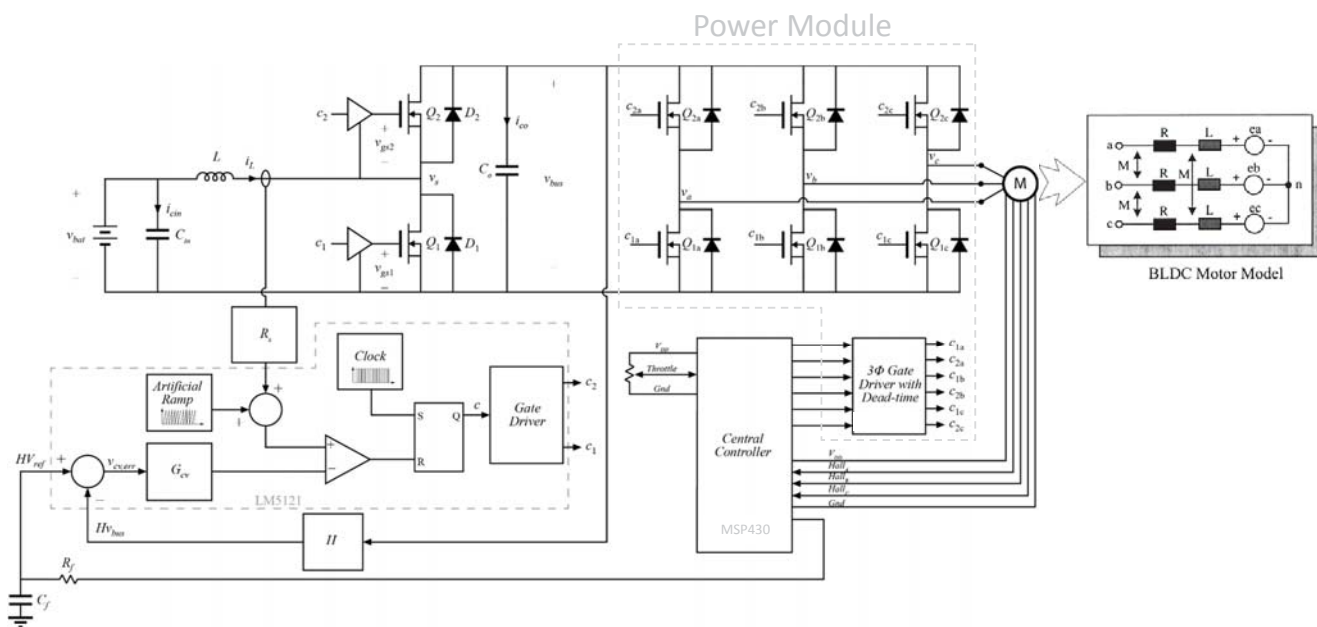 Power Module
c2
Q2
D2
vgs2
+
−
ico
Co
+
vbus
−
L
iL
vs
+
vbat
−
icin
Cin
c1
Q1
D1
vgs1
+
−
c2a
Q2a
c2b
Q2b
c2c
Q2c
vc
vb
va
M
c1a
Q1a
c1b
Q1b
c1c
Q1c
a
R
L
+
ea
-
M
M
b
R
L
+
eb
-
n
M
c
R
L
+
ec
-
BLDC Motor Model
Rs
Clock
Artificial
Ramp
+
+
S
Q
R
c
Gate
Driver
c2
c1
+
−
HVref
+
−
vcv.err
Gcv
LM5121
Hvbus
H
Rf
Cf
VDD
Throttle
Gnd
Central
Controller
MSP430
3Φ Gate
Driver with
Dead-time
c1a
c2a
c1b
c2b
c1c
c2c
VDD
HallA
HallB
HallC
Gnd